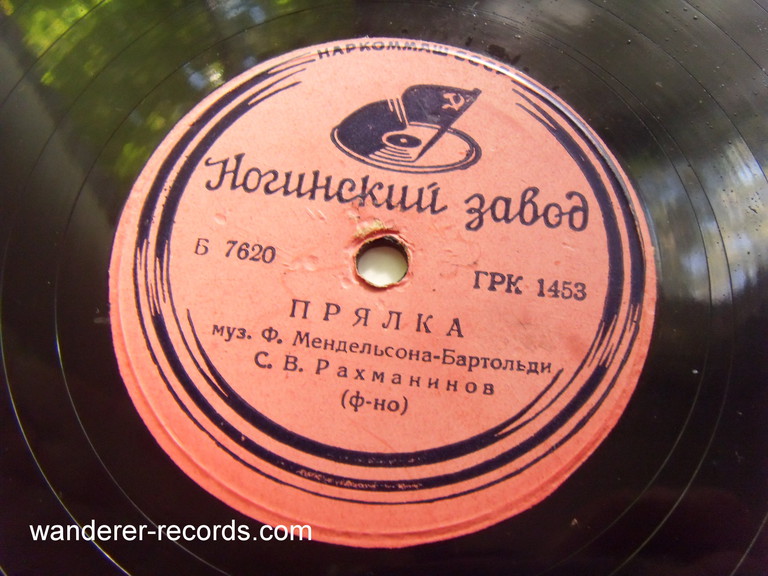 НАРКОММАШ
Ногинский завод
Б 7620
ГРК 1453
ПРЯЛКА
муз. Ф. Мендельсона-Бартольди
С. В. Рахманинов
(ф-но)
wanderer-records.com